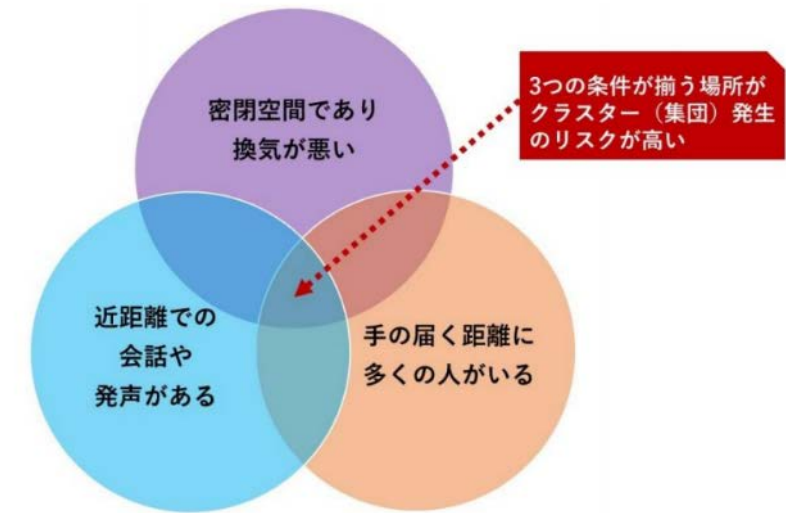 密閉空間であり
換気が悪い
3つの条件が揃う場所が
クラスター（集団）発生
のリスクが高い
近距離での
会話や
発声がある
手の届く距離に
多くの人がいる